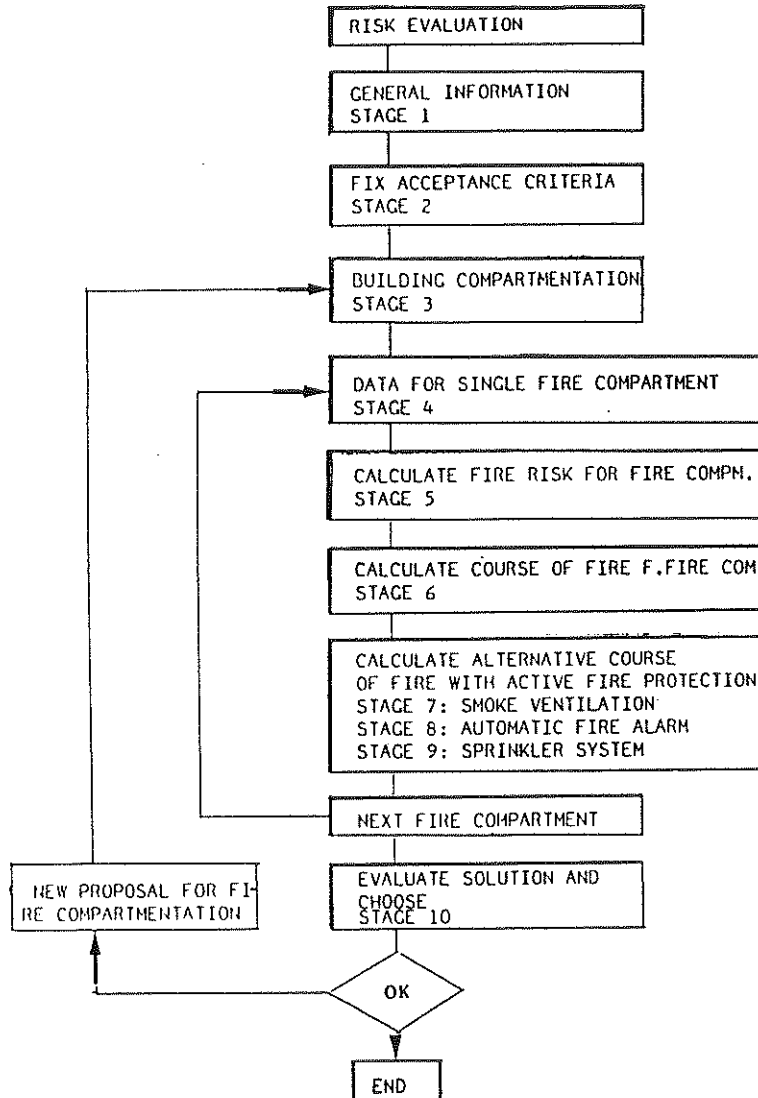 RISK EVALUATION
GENERAL INFORMATION
STAGE 1
FIX ACCEPTANCE CRITERIA
STAGE 2
BUILDING COMPARTMENTATION
STAGE 3
DATA FOR SINGLE FIRE COMPARTMENT
STAGE 4
CALCULATE FIRE RISK FOR FIRE COMPM.
STAGE 5
CALCULATE COURSE OF FIRE F.FIRE COM
STAGE 6
CALCULATE ALTERNATIVE COURSE
OF FIRE WITH ACTIVE FIRE PROTECTION
STAGE 7: SMOKE VENTILATION
STAGE 8: AUTOMATIC FIRE ALARM
STAGE 9: SPRINKLER SYSTEM
NEXT FIRE COMPARTMENT
NEW PROPOSAL FOR FI-
RE COMPARTMENTATION
EVALUATE SOLUTION AND
CHOOSE
STAGE 10
OK
END